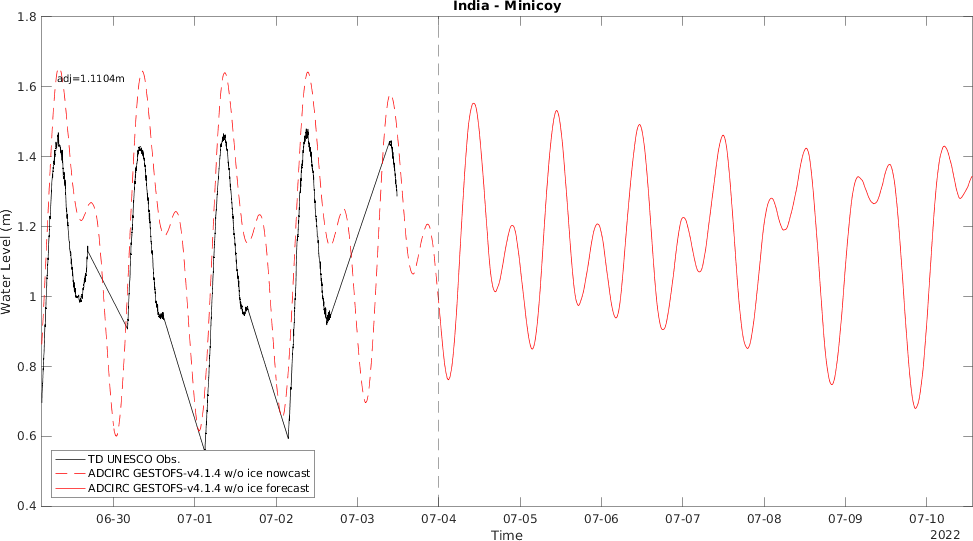 India - Minicoy
1.8
1.6
1.4
1.2
1
0.8
0.6
0.4
Water Level (m)
adj=1.1104m
TD UNESCO Obs.
ADCIRC GESTOFS-v4.1.4 w/o ice nowcast
ADCIRC GESTOFS-v4.1.4 w/o ice forecast
06-30 07-01 07-02 07-03 07-04 07-05 07-06 07-07 07-08 07-09 07-10
Time
2022